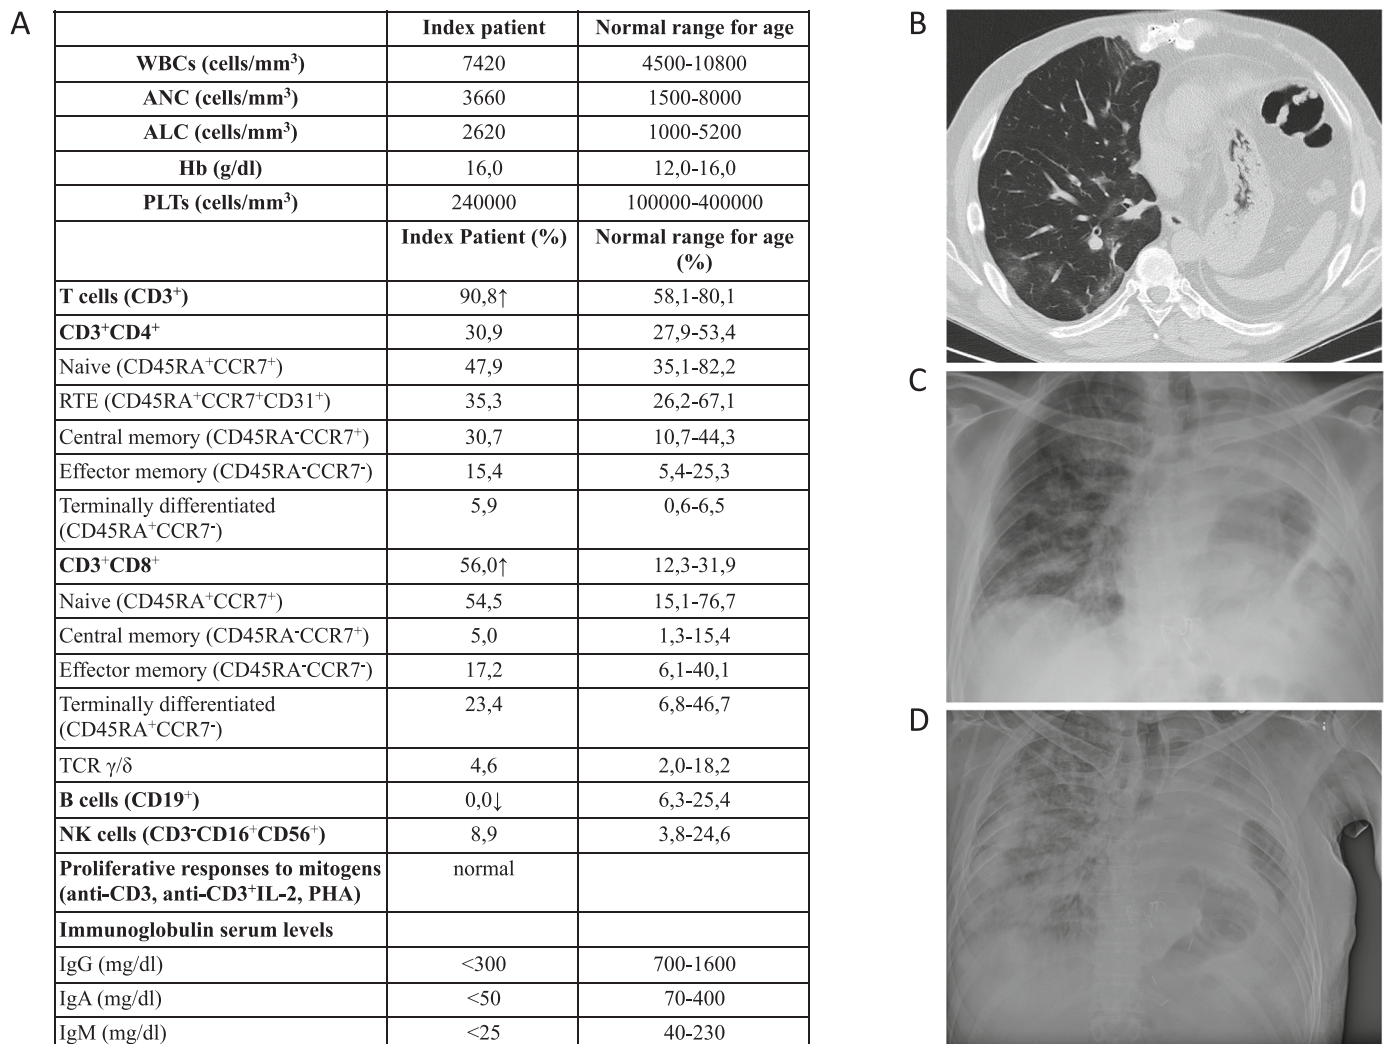 A
Index patient Normal range for age
WBCs (cells/mm³) 7420 4500-10800
ANC (cells/mm³) 3660 1500-8000
ALC (cells/mm³) 2620 1000-5200
Hb (g/dl) 16,0 12,0-16,0
PLTs (cells/mm³) 240000 100000-400000
Index Patient (%) Normal range for age
(%)
T cells (CD3⁺) 90,8↑ 58,1-80,1
CD3⁺CD4⁺ 30,9 27,9-53,4
Naive (CD45RA⁺CCR7⁺) 47,9 35,1-82,2
RTE (CD45RA⁺CCR7⁺CD31⁺) 35,3 26,2-67,1
Central memory (CD45RA⁻CCR7⁺) 30,7 10,7-44,3
Effector memory (CD45RA⁻CCR7⁻) 15,4 5,4-25,3
Terminally differentiated 5,9 0,6-6,5
(CD45RA⁺CCR7⁻)
CD3⁺CD8⁺ 56,0↑ 12,3-31,9
Naive (CD45RA⁺CCR7⁺) 54,5 15,1-76,7
Central memory (CD45RA⁻CCR7⁺) 5,0 1,3-15,4
Effector memory (CD45RA⁻CCR7⁻) 17,2 6,1-40,1
Terminally differentiated 23,4 6,8-46,7
(CD45RA⁺CCR7⁻)
TCR γ/δ 4,6 2,0-18,2
B cells (CD19⁺) 0,0↓ 6,3-25,4
NK cells (CD3⁻CD16⁺CD56⁺) 8,9 3,8-24,6
Proliferative responses to mitogens normal
(anti-CD3, anti-CD3⁺IL-2, PHA)
Immunoglobulin serum levels
IgG (mg/dl) <300 700-1600
IgA (mg/dl) <50 70-400
IgM (mg/dl) <25 40-230
B
C
D